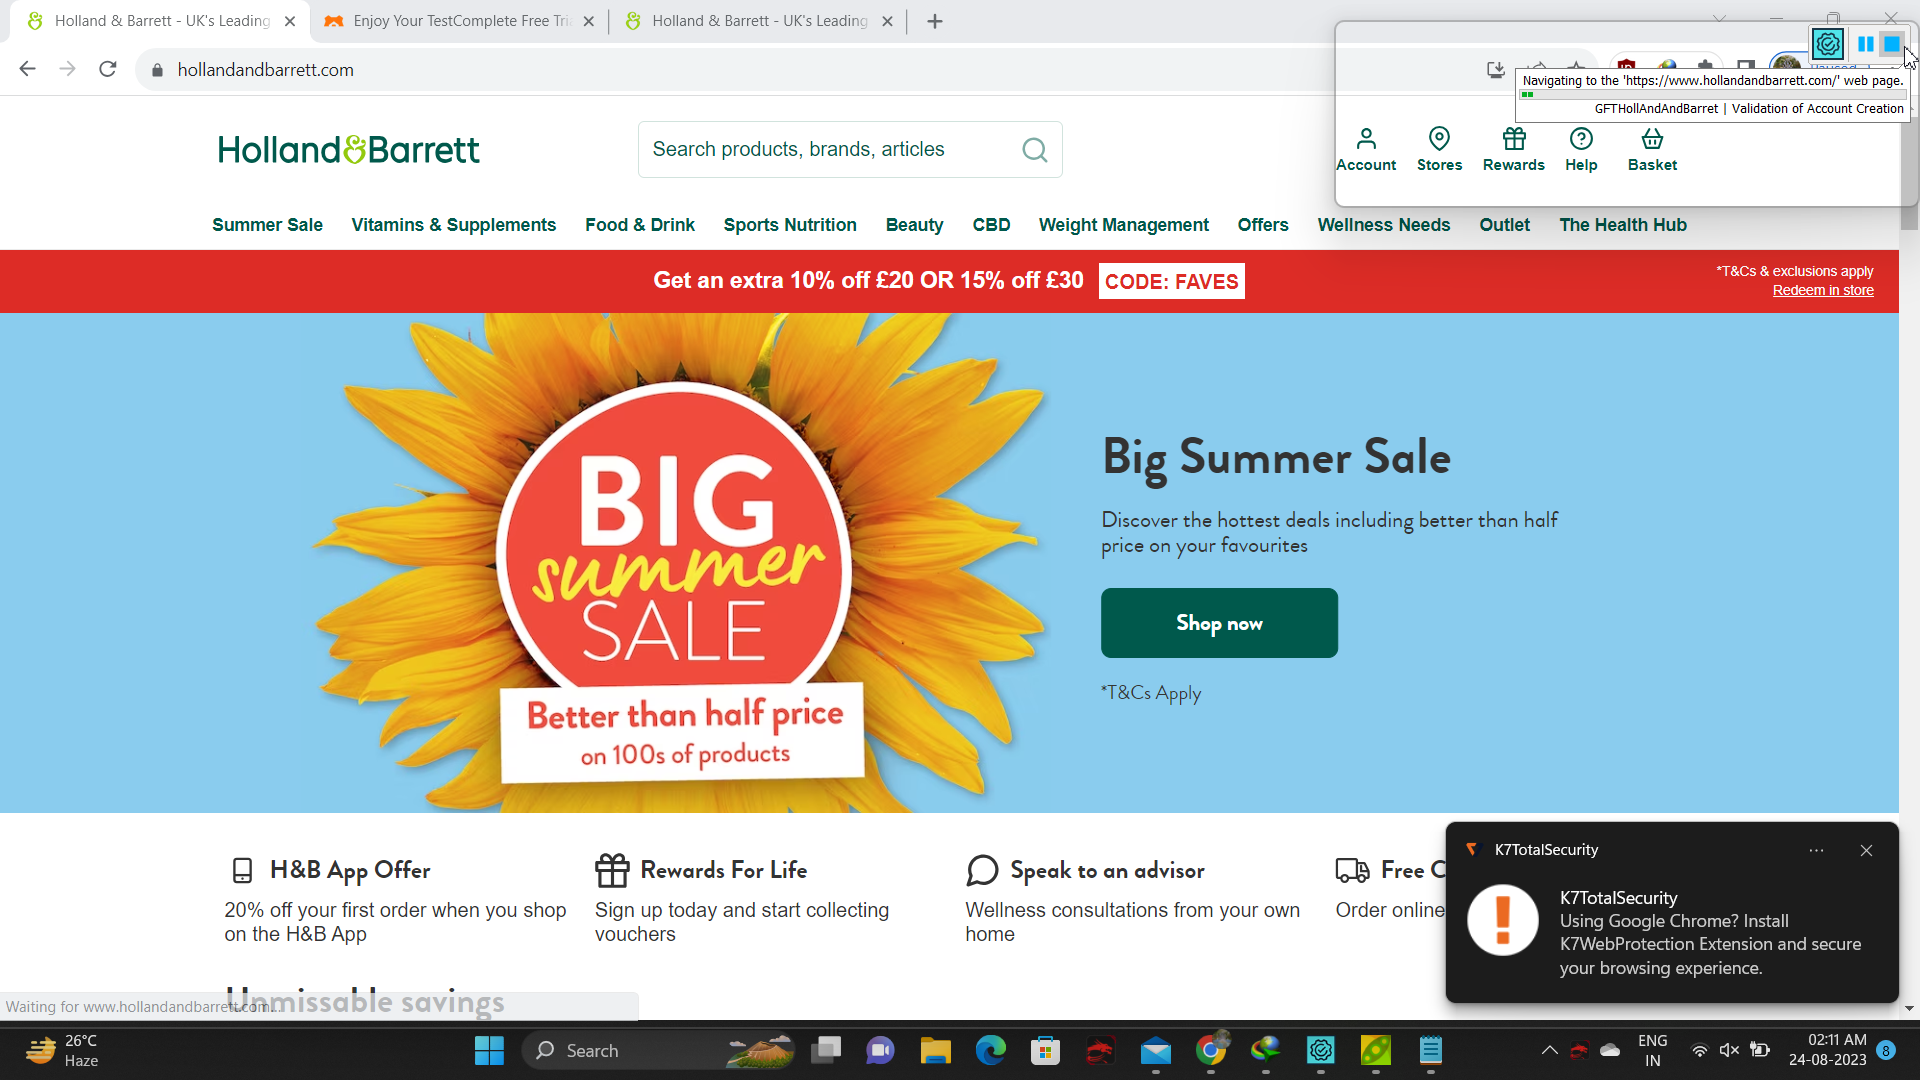 Holland & Barrett - UK's Leading
Enjoy Your TestComplete Free Tri
Holland & Barrett - UK's Leading
hollandandbarrett.com
Navigating to the 'https://www.hollandandbarrett.com/' web page.
GFTHollAndAndBarret | Validation of Account Creation
Holland&Barrett
Search products, brands, articles
Account
Stores
Rewards
Help
Basket
Summer Sale
Vitamins & Supplements
Food & Drink
Sports Nutrition
Beauty
CBD
Weight Management
Offers
Wellness Needs
Outlet
The Health Hub
Get an extra 10% off £20 OR 15% off £30
CODE: FAVES
*T&Cs & exclusions apply
Redeem in store
BIG
summer
SALE
Better than half price
on 100s of products
Big Summer Sale
Discover the hottest deals including better than half
price on your favourites
Shop now
*T&Cs Apply
H&B App Offer
20% off your first order when you shop
on the H&B App
Rewards For Life
Sign up today and start collecting
vouchers
Speak to an advisor
Wellness consultations from your own
home
Free C
Order online
K7TotalSecurity
K7TotalSecurity
Using Google Chrome? Install
K7WebProtection Extension and secure
your browsing experience.
Unmissable savings
Waiting for www.hollandandbarrett.com...
26°C
Haze
Search
ENG
IN
02:11 AM
24-08-2023
8